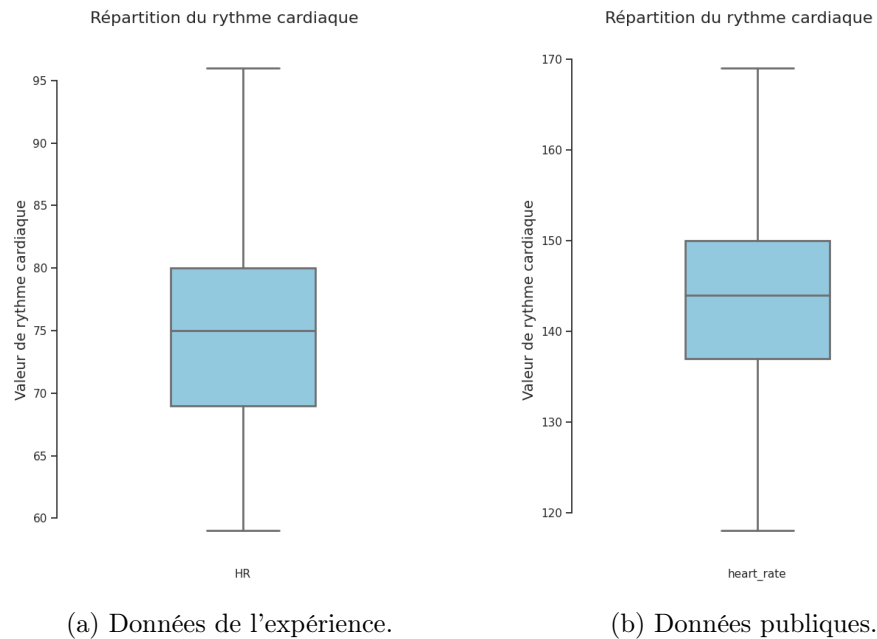 Répartition du rythme cardiaque
Valeur de rythme cardiaque
95
90
85
80
75
70
65
60
HR
(a) Données de l'expérience.
Répartition du rythme cardiaque
Valeur de rythme cardiaque
170
160
150
140
130
120
heart_rate
(b) Données publiques.